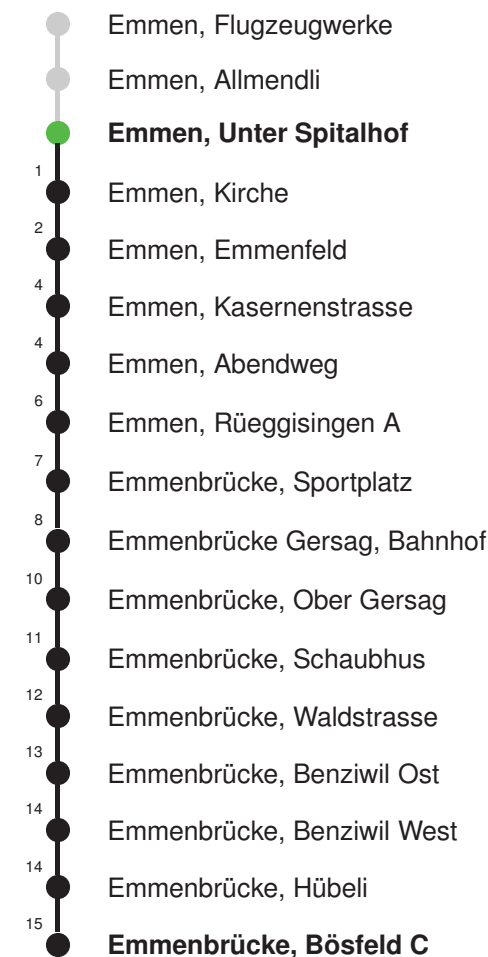 Emmen, Flugzeugwerke
Emmen, Allmendli
Emmen, Unter Spitalhof
1 Emmen, Kirche
2 Emmen, Emmenfeld
4 Emmen, Kasernenstrasse
4 Emmen, Abendweg
6 Emmen, Rüeggisingen A
7 Emmenbrücke, Sportplatz
8 Emmenbrücke Gersag, Bahnhof
10 Emmenbrücke, Ober Gersag
11 Emmenbrücke, Schaubhus
12 Emmenbrücke, Waldstrasse
13 Emmenbrücke, Benziwil Ost
14 Emmenbrücke, Benziwil West
14 Emmenbrücke, Hübeli
15 Emmenbrücke, Bösfeld C